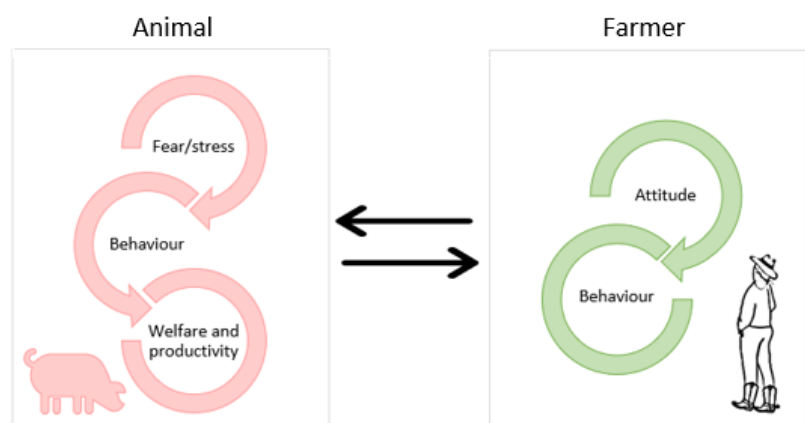 Animal
Fear/stress
Behaviour
Welfare and
productivity
Farmer
Attitude
Behaviour